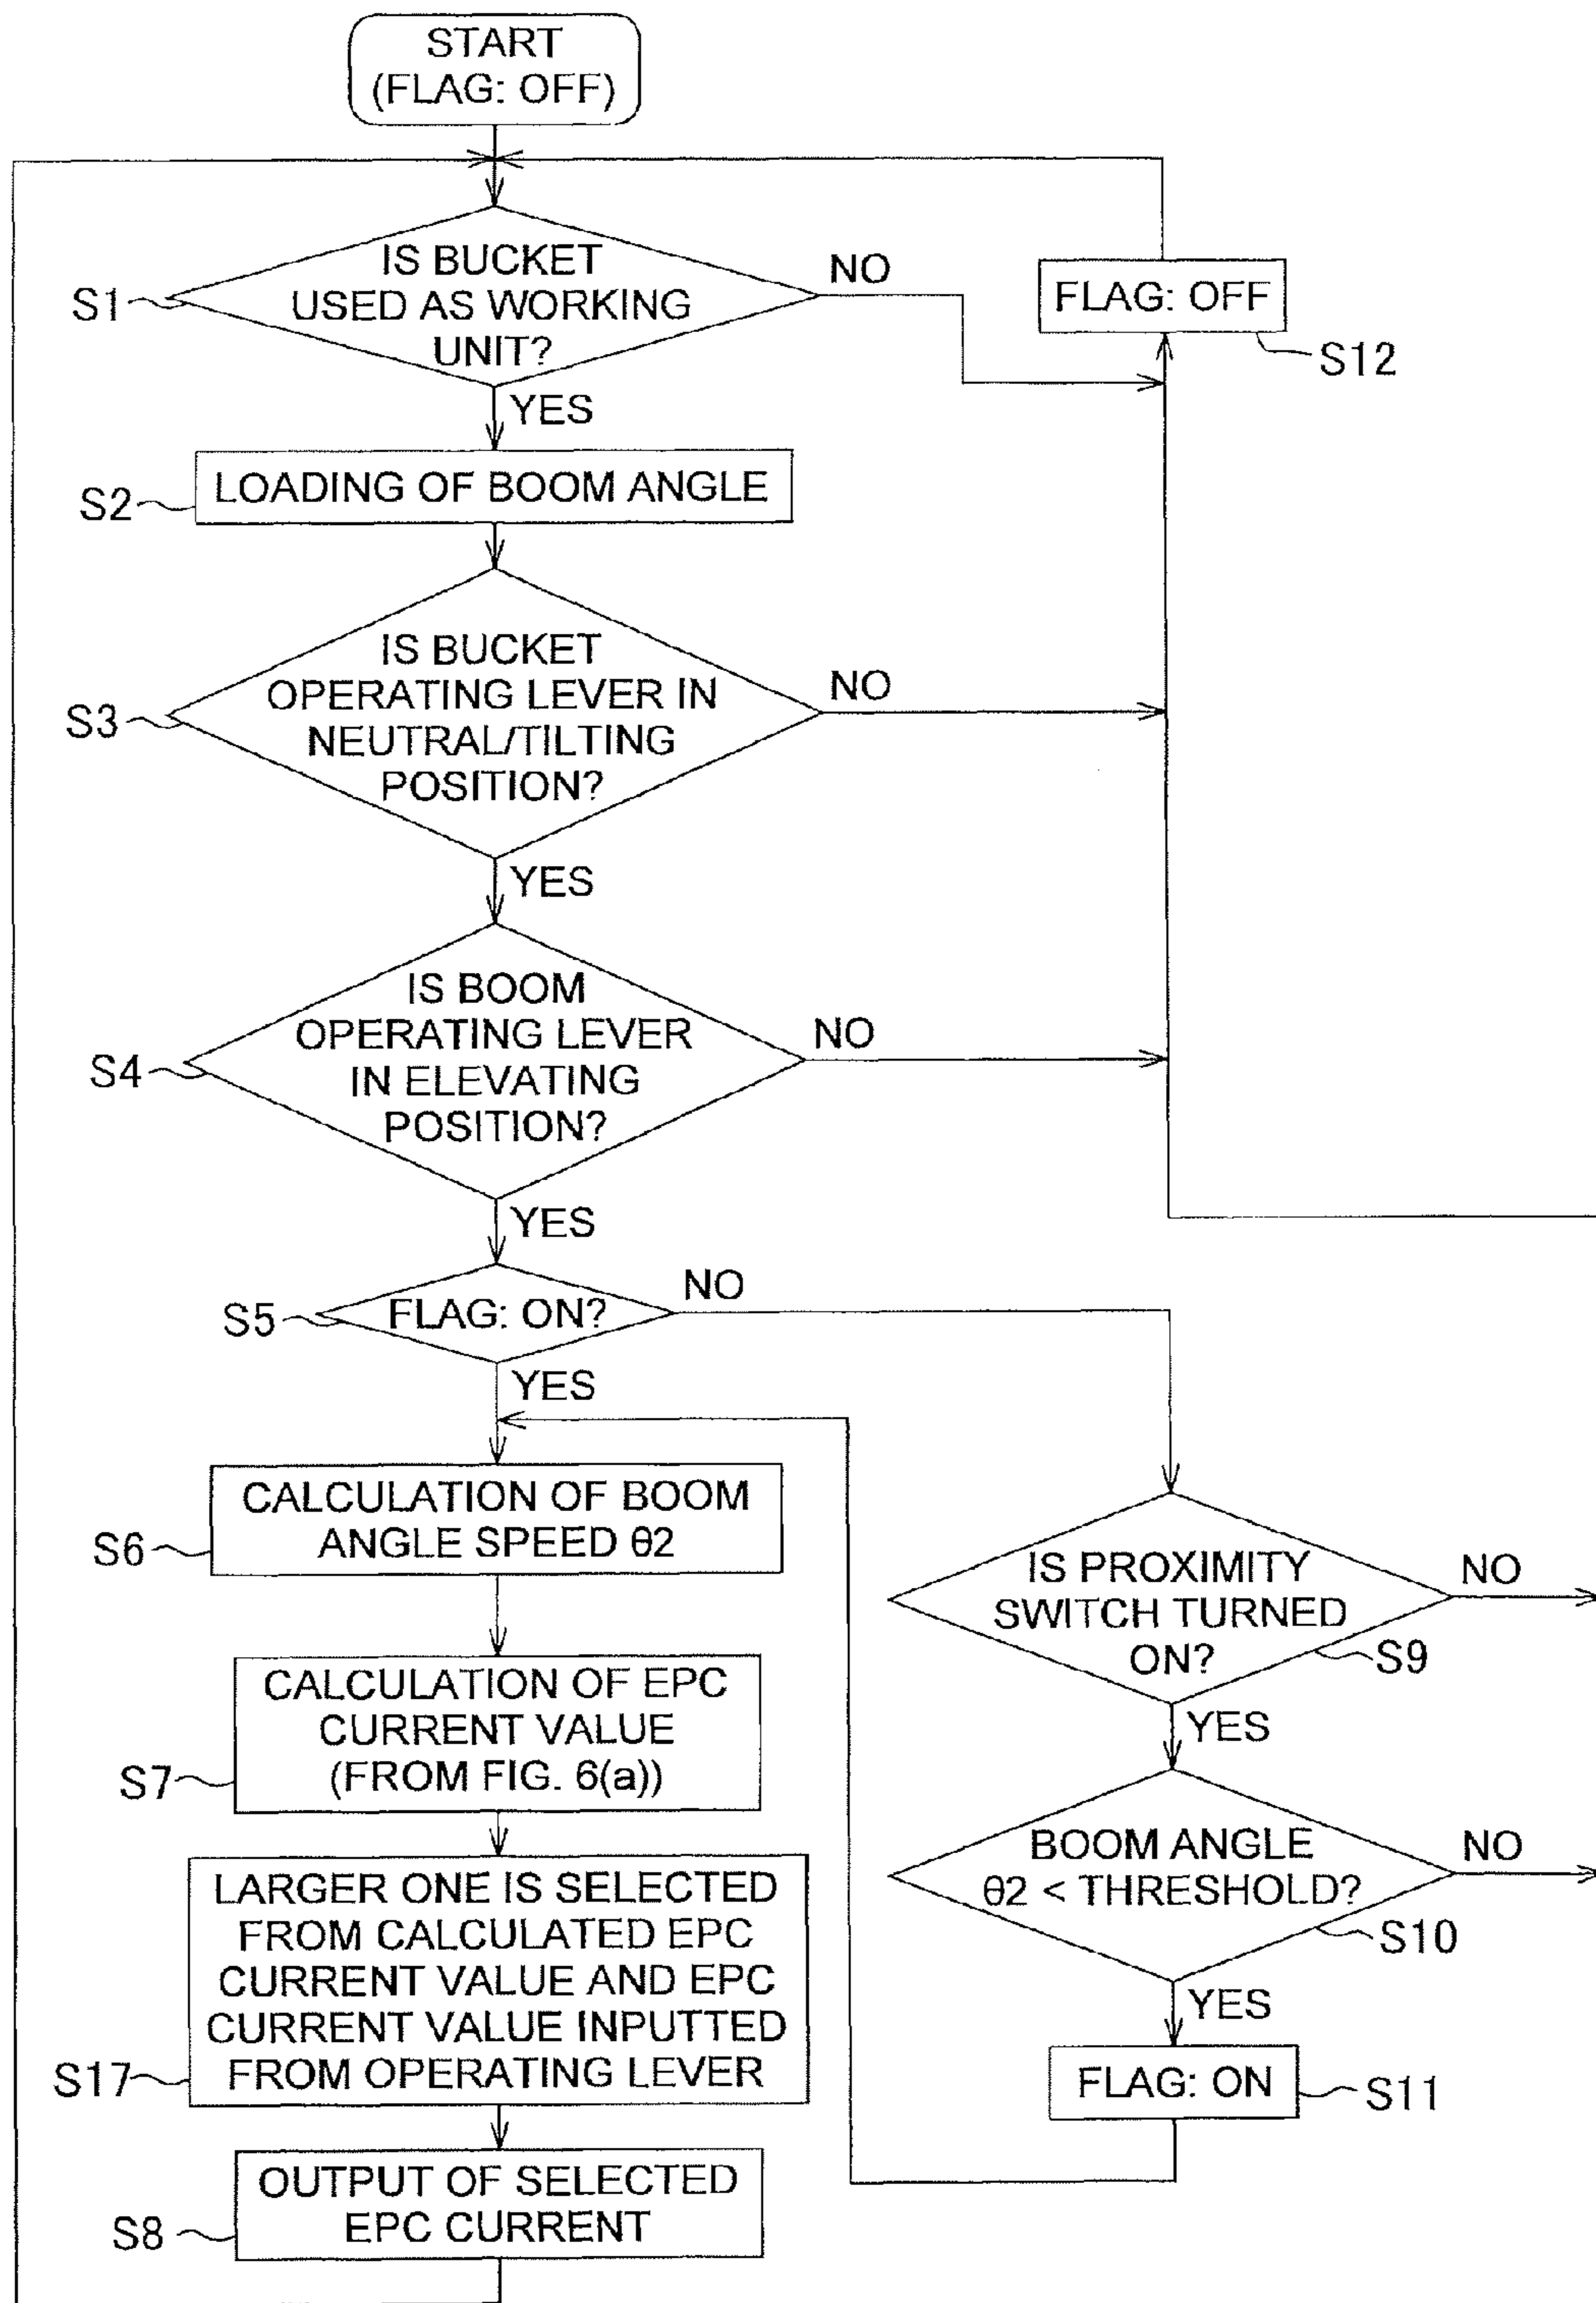 START
(FLAG: OFF)
IS BUCKET
USED AS WORKING
UNIT?
S1
NO
FLAG: OFF
S12
YES
LOADING OF BOOM ANGLE
S2
IS BUCKET
OPERATING LEVER IN
NEUTRAL/TILTING
POSITION?
S3
NO
YES
IS BOOM
OPERATING LEVER
IN ELEVATING
POSITION?
S4
NO
YES
FLAG: ON?
S5
NO
YES
CALCULATION OF BOOM
ANGLE SPEED θ2
S6
CALCULATION OF EPC
CURRENT VALUE
(FROM FIG. 6(a))
S7
LARGER ONE IS SELECTED
FROM CALCULATED EPC
CURRENT VALUE AND EPC
CURRENT VALUE INPUTTED
FROM OPERATING LEVER
S17
OUTPUT OF SELECTED
EPC CURRENT
S8
IS PROXIMITY
SWITCH TURNED
ON?
S9
NO
YES
BOOM ANGLE
θ2 < THRESHOLD?
S10
NO
YES
FLAG: ON
S11